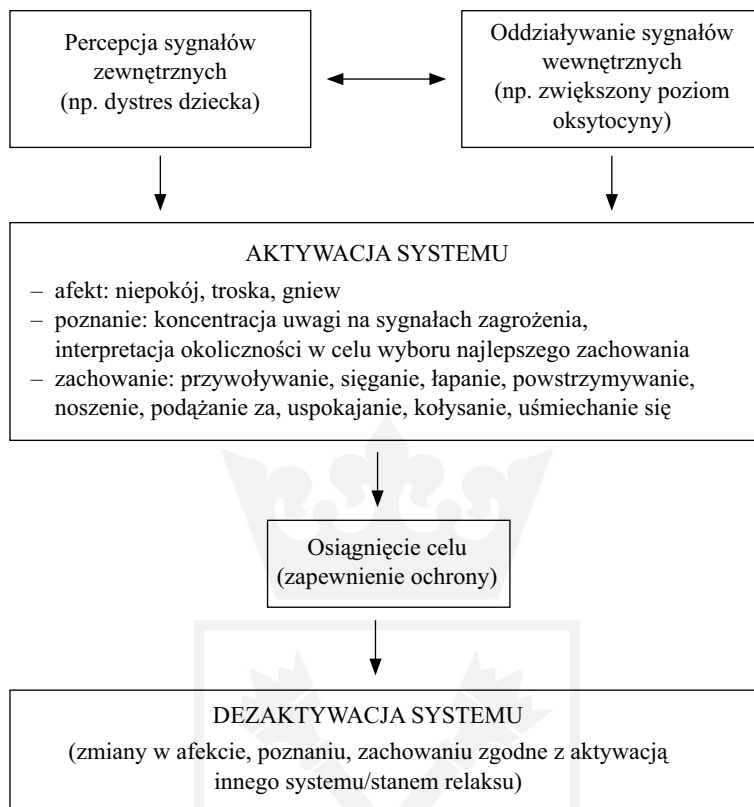 Percepcja sygnałów
zewnętrznych
(np. dystres dziecka)
Oddziaływanie sygnałów
wewnętrznych
(np. zwiększony poziom
oksytocyny)
AKTYWACJA SYSTEMU
– afekt: niepokój, troska, gniew
– poznanie: koncentracja uwagi na sygnałach zagrożenia,
interpretacja okoliczności w celu wyboru najlepszego zachowania
– zachowanie: przywoływanie, sięganie, łapanie, powstrzymywanie,
noszenie, podążanie za, uspokajanie, kołysanie, uśmiechanie się
Osiągnięcie celu
(zapewnienie ochrony)
DEZAKTYWACJA SYSTEMU
(zmiany w afekcie, poznaniu, zachowaniu zgodne z aktywacją
innego systemu/stanem relaksu)